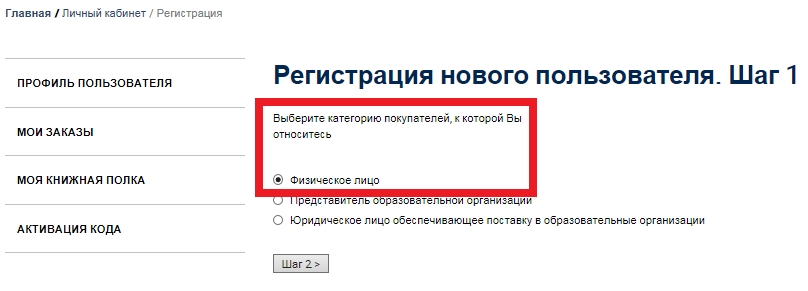 Главная / Личный кабинет / Регистрация
ПРОФИЛЬ ПОЛЬЗОВАТЕЛЯ
МОИ ЗАКАЗЫ
МОЯ КНИЖНАЯ ПОЛКА
АКТИВАЦИЯ КОДА
Регистрация нового пользователя. Шаг 1
Выберите категорию покупателей, к которой Вы
относитесь
Физическое лицо
Представитель образовательной организации
Юридическое лицо обеспечивающее поставку в образовательные организации
Шаг 2 >